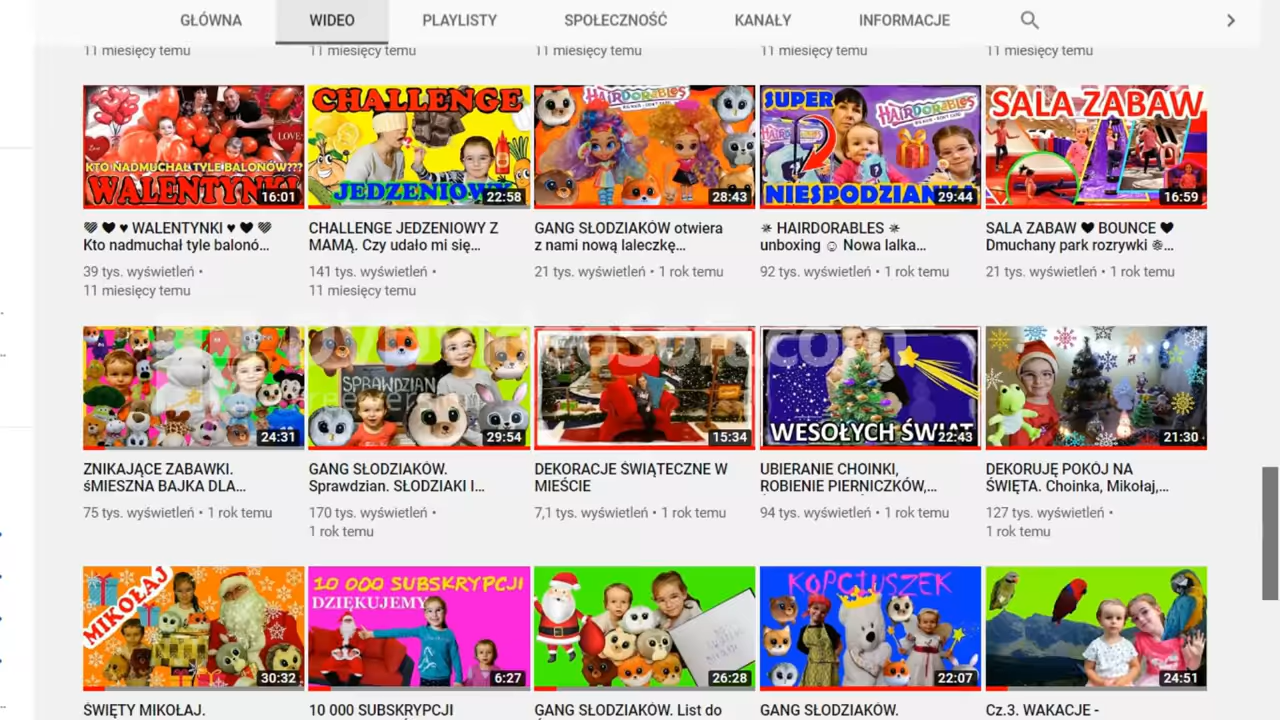 GŁÓWNA WIDEO PLAYLISTY SPOŁECZNOŚĆ KANAŁY INFORMACJE
11 miesięcy temu 11 miesięcy temu 11 miesięcy temu 11 miesięcy temu 11 miesięcy temu
LOVE
KTO NADMUCHAŁ TYLE BALONÓW???
WALENTYNKI
16:01
CHALLENGE
JEDZENIOWY
22:58
HAIRDORABLES
28:43
SUPER
HAIRDORABLES
NIESPODZIANK
29:44
SALA ZABAW
16:59
WALENTYNKI ♥
Kto nadmuchał tyle balonó...
39 tys. wyświetleń •
11 miesięcy temu
CHALLENGE JEDZENIOWY Z
MAMĄ. Czy udało mi się...
141 tys. wyświetleń •
11 miesięcy temu
GANG SŁODZIAKÓW otwiera
z nami nową laleczkę...
21 tys. wyświetleń • 1 rok temu
HAIRDORABLES
unboxing ☺ Nowa lalka...
92 tys. wyświetleń • 1 rok temu
SALA ZABAW ♥ BOUNCE ♥
Dmuchany park rozrywki
21 tys. wyświetleń • 1 rok temu
24:31
SPRAWDZIAN
29:54
15:34
WESOŁYCH ŚWIĄT
22:43
21:30
ZNIKAJĄCE ZABAWKI.
śMIESZNA BAJKA DLA...
75 tys. wyświetleń • 1 rok temu
GANG SŁODZIAKÓW.
Sprawdzian. SŁODZIAKI I...
170 tys. wyświetleń •
1 rok temu
DEKORACJE ŚWIĄTECZNE W
MIEŚCIE
7,1 tys. wyświetleń • 1 rok temu
UBIERANIE CHOINKI,
ROBIENIE PIERNICZKÓW,...
94 tys. wyświetleń • 1 rok temu
DEKORUJĘ POKÓJ NA
ŚWIĘTA. Choinka, Mikołaj,...
127 tys. wyświetleń •
1 rok temu
MIKOŁAJ
30:32
10 000 SUBSKRYPCJI
DZIĘKUJEMY
6:27
26:28
KOPCIUSZEK
22:07
24:51
ŚWIĘTY MIKOŁAJ.
10 000 SUBSKRYPCJI
GANG SŁODZIAKÓW. List do
GANG SŁODZIAKÓW.
Cz.3. WAKACJE -